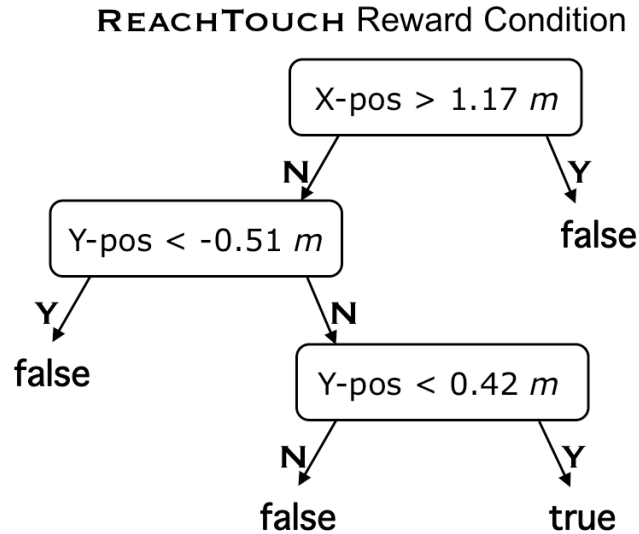 REACHTOUCH Reward Condition
X-pos > 1.17 m
N
Y
Y-pos < -0.51 m
false
Y
N
false
Y-pos < 0.42 m
N
Y
false
true